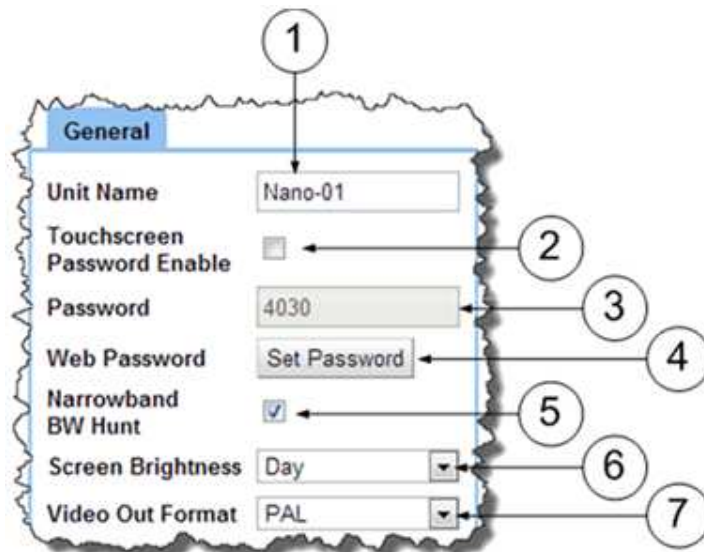 1
General
Unit Name Nano-01
Touchscreen
Password Enable
2
Password 4030
3
Web Password Set Password
4
Narrowband
BW Hunt
5
Screen Brightness Day
6
Video Out Format PAL
7